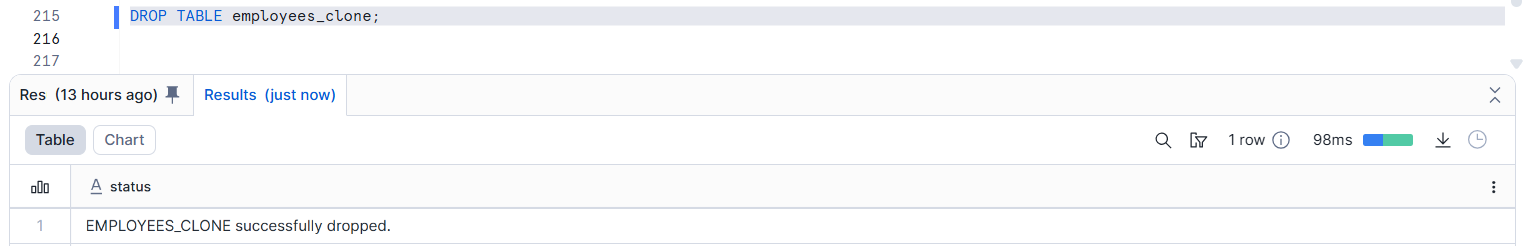 215 DROP TABLE employees_clone;
216
217
Res (13 hours ago) Results (just now)
Table Chart 1 row 98ms
A status
1 EMPLOYEES_CLONE successfully dropped.